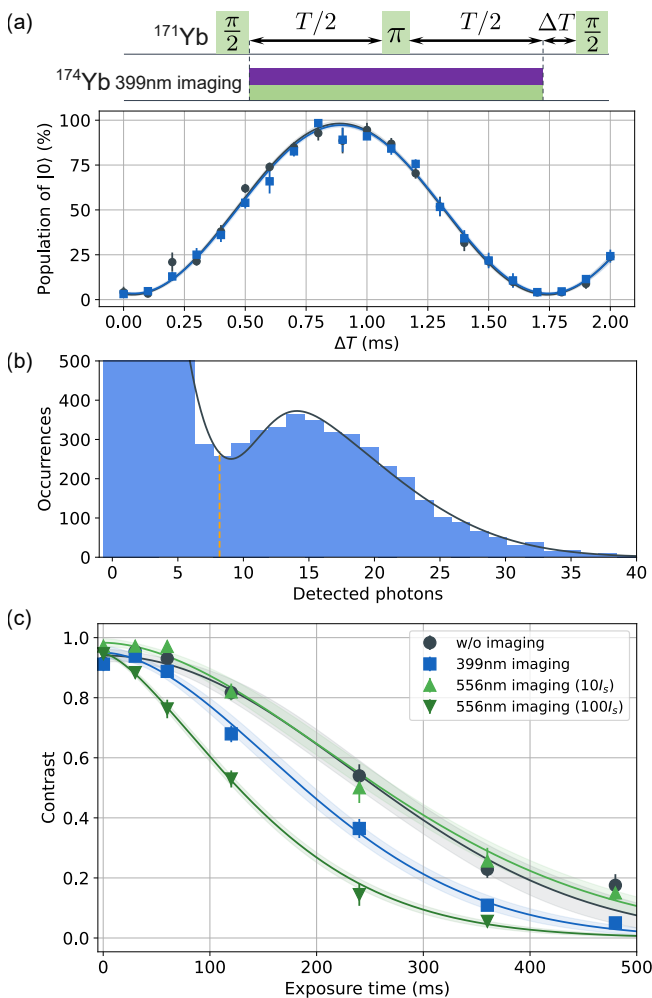 (a)
¹⁷¹Yb π/2 T/2 π T/2 ΔT π/2
¹⁷⁴Yb 399nm imaging
Population of |0⟩ (%)
100
75
50
25
0
0.00 0.25 0.50 0.75 1.00 1.25 1.50 1.75 2.00
ΔT (ms)
(b)
Occurrences
500
400
300
200
100
0
0 5 10 15 20 25 30 35 40
Detected photons
(c)
Contrast
1.0
0.8
0.6
0.4
0.2
0.0
w/o imaging
399nm imaging
556nm imaging (10Iₛ)
556nm imaging (100Iₛ)
0 100 200 300 400 500
Exposure time (ms)